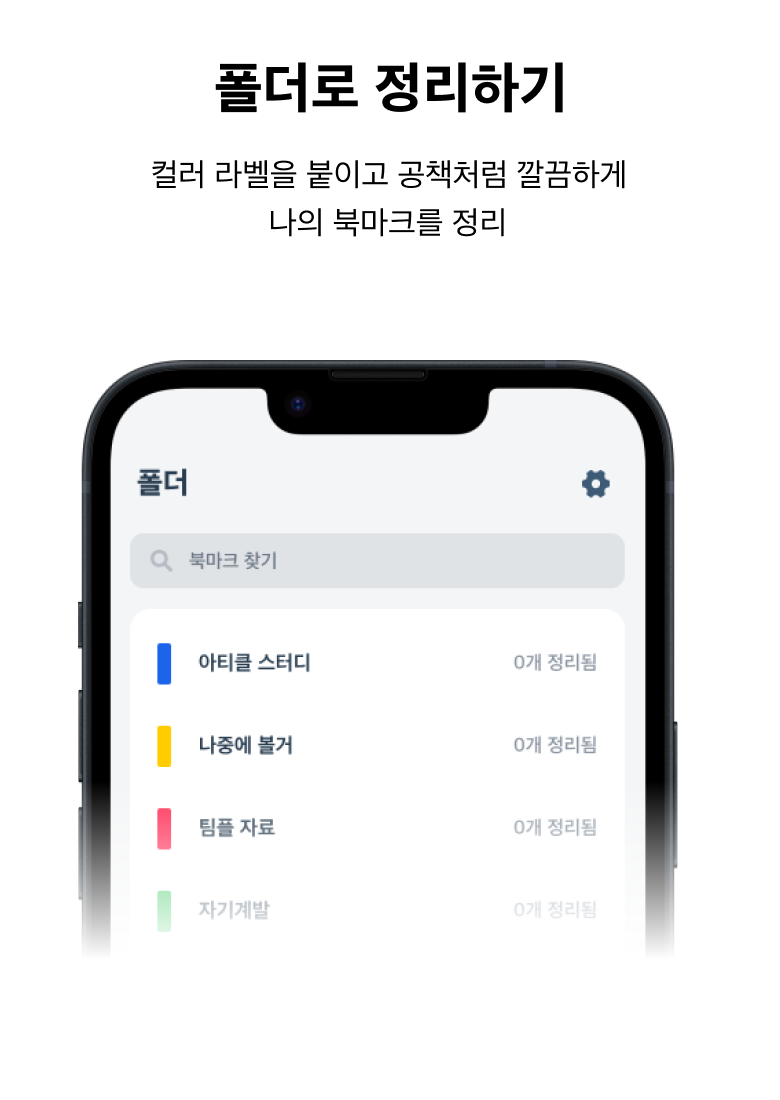 폴더로 정리하기
컬러 라벨을 붙이고 공책처럼 깔끔하게
나의 북마크를 정리
폴더
북마크 찾기
아티클 스터디 0개 정리됨
나중에 볼거 0개 정리됨
팀플 자료 0개 정리됨
자기계발 0개 정리됨